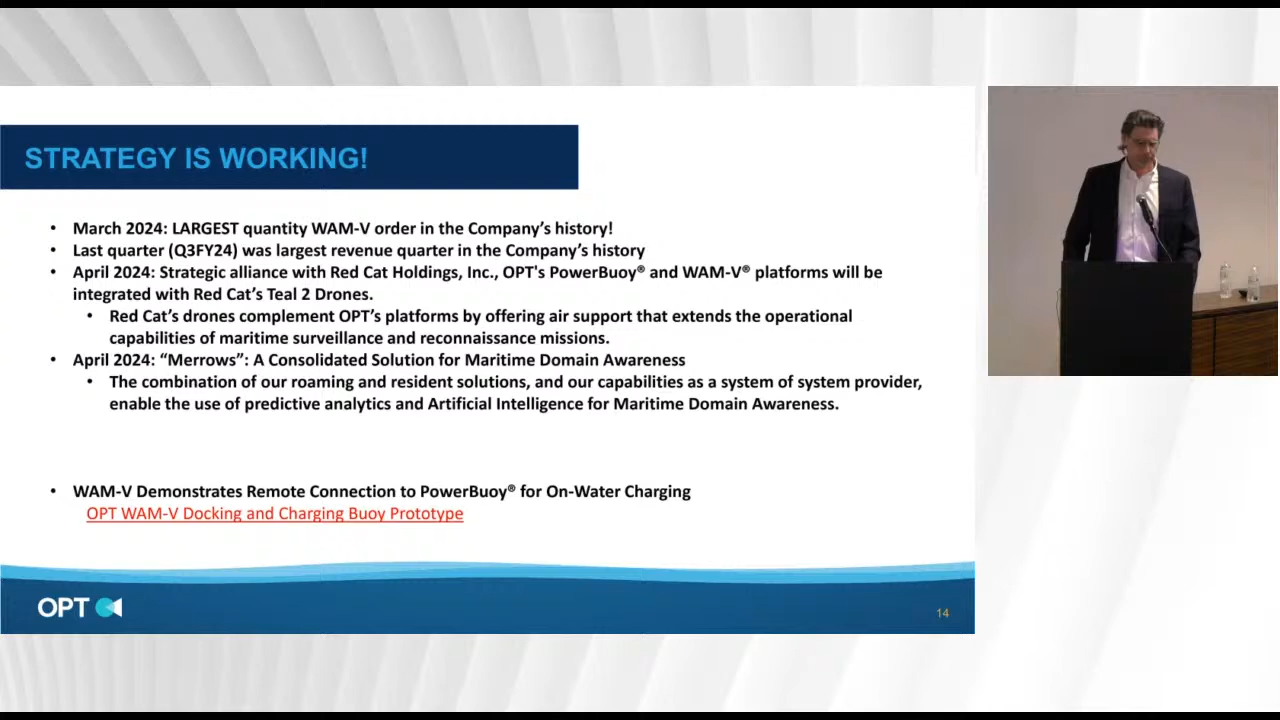 STRATEGY IS WORKING!
• March 2024: LARGEST quantity WAM-V order in the Company’s history!
• Last quarter (Q3FY24) was largest revenue quarter in the Company’s history
• April 2024: Strategic alliance with Red Cat Holdings, Inc., OPT's PowerBuoy® and WAM-V® platforms will be
integrated with Red Cat’s Teal 2 Drones.
• Red Cat’s drones complement OPT’s platforms by offering air support that extends the operational
capabilities of maritime surveillance and reconnaissance missions.
• April 2024: “Merrows”: A Consolidated Solution for Maritime Domain Awareness
• The combination of our roaming and resident solutions, and our capabilities as a system of system provider,
enable the use of predictive analytics and Artificial Intelligence for Maritime Domain Awareness.
• WAM-V Demonstrates Remote Connection to PowerBuoy® for On-Water Charging
OPT WAM-V Docking and Charging Buoy Prototype
OPT
14